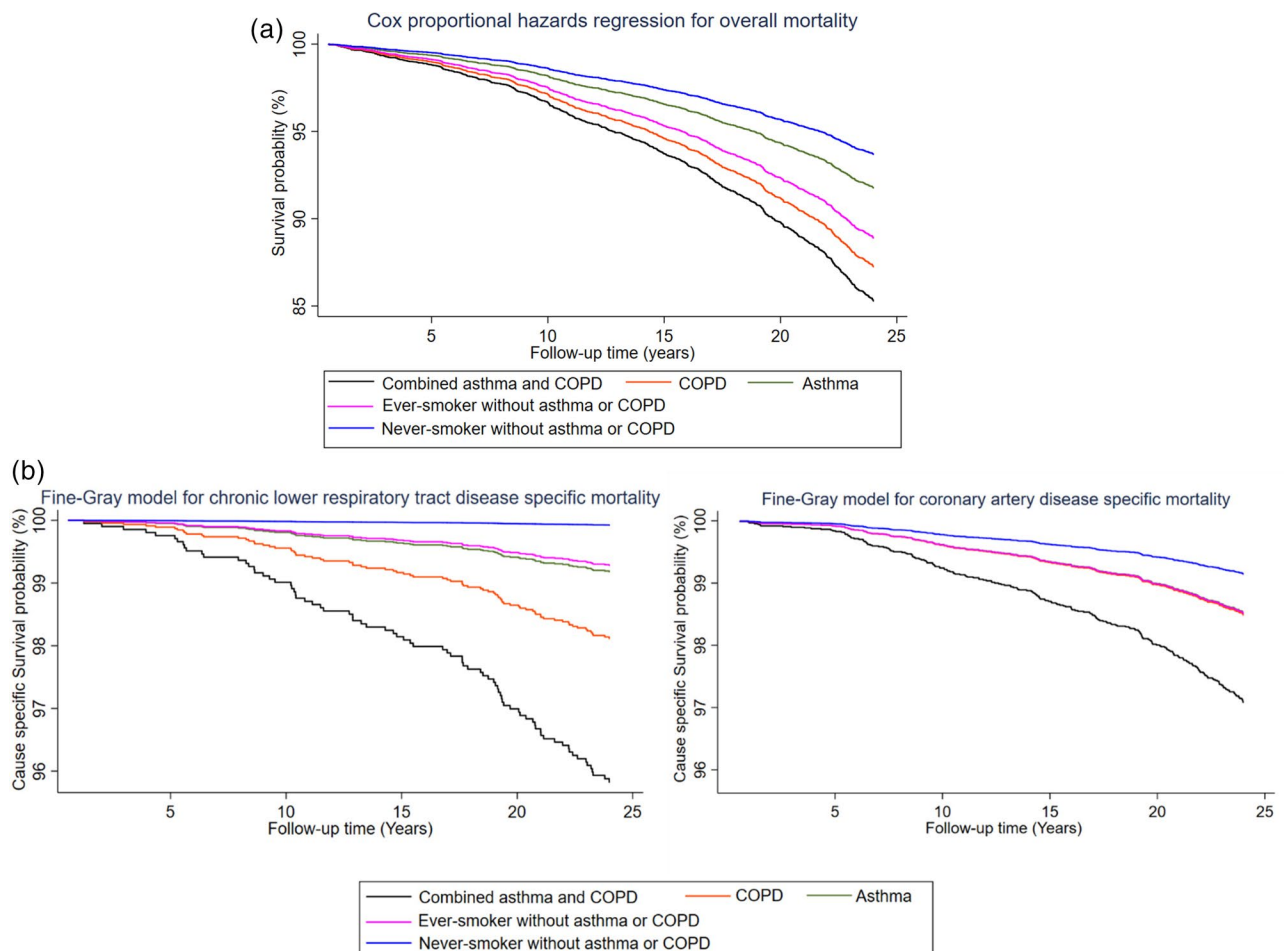 (a)
Cox proportional hazards regression for overall mortality
Survival probablity (%)
100
95
90
85
5 10 15 20 25
Follow-up time (years)
Combined asthma and COPD COPD Asthma
Ever-smoker without asthma or COPD
Never-smoker without asthma or COPD
(b)
Fine-Gray model for chronic lower respiratory tract disease specific mortality
Cause specific Survival probability (%)
100
99
98
97
96
5 10 15 20 25
Follow-up time (Years)
Fine-Gray model for coronary artery disease specific mortality
Cause specific Survival probability (%)
100
99
98
97
96
5 10 15 20 25
Follow-up time (Years)
Combined asthma and COPD COPD Asthma
Ever-smoker without asthma or COPD
Never-smoker without asthma or COPD